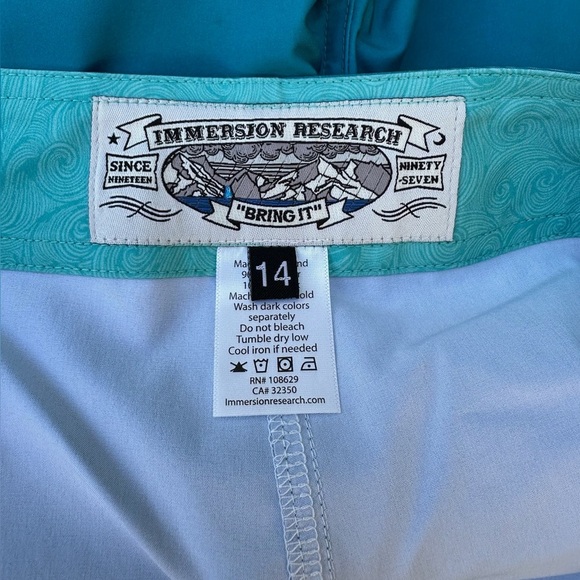 IMMERSION RESEARCH
SINCE
NINETEEN
NINETY
-SEVEN
"BRING IT"
14
Wash dark colors
separately
Do not bleach
Tumble dry low
Cool iron if needed
RN# 108629
CA# 32350
Immersionresearch.com